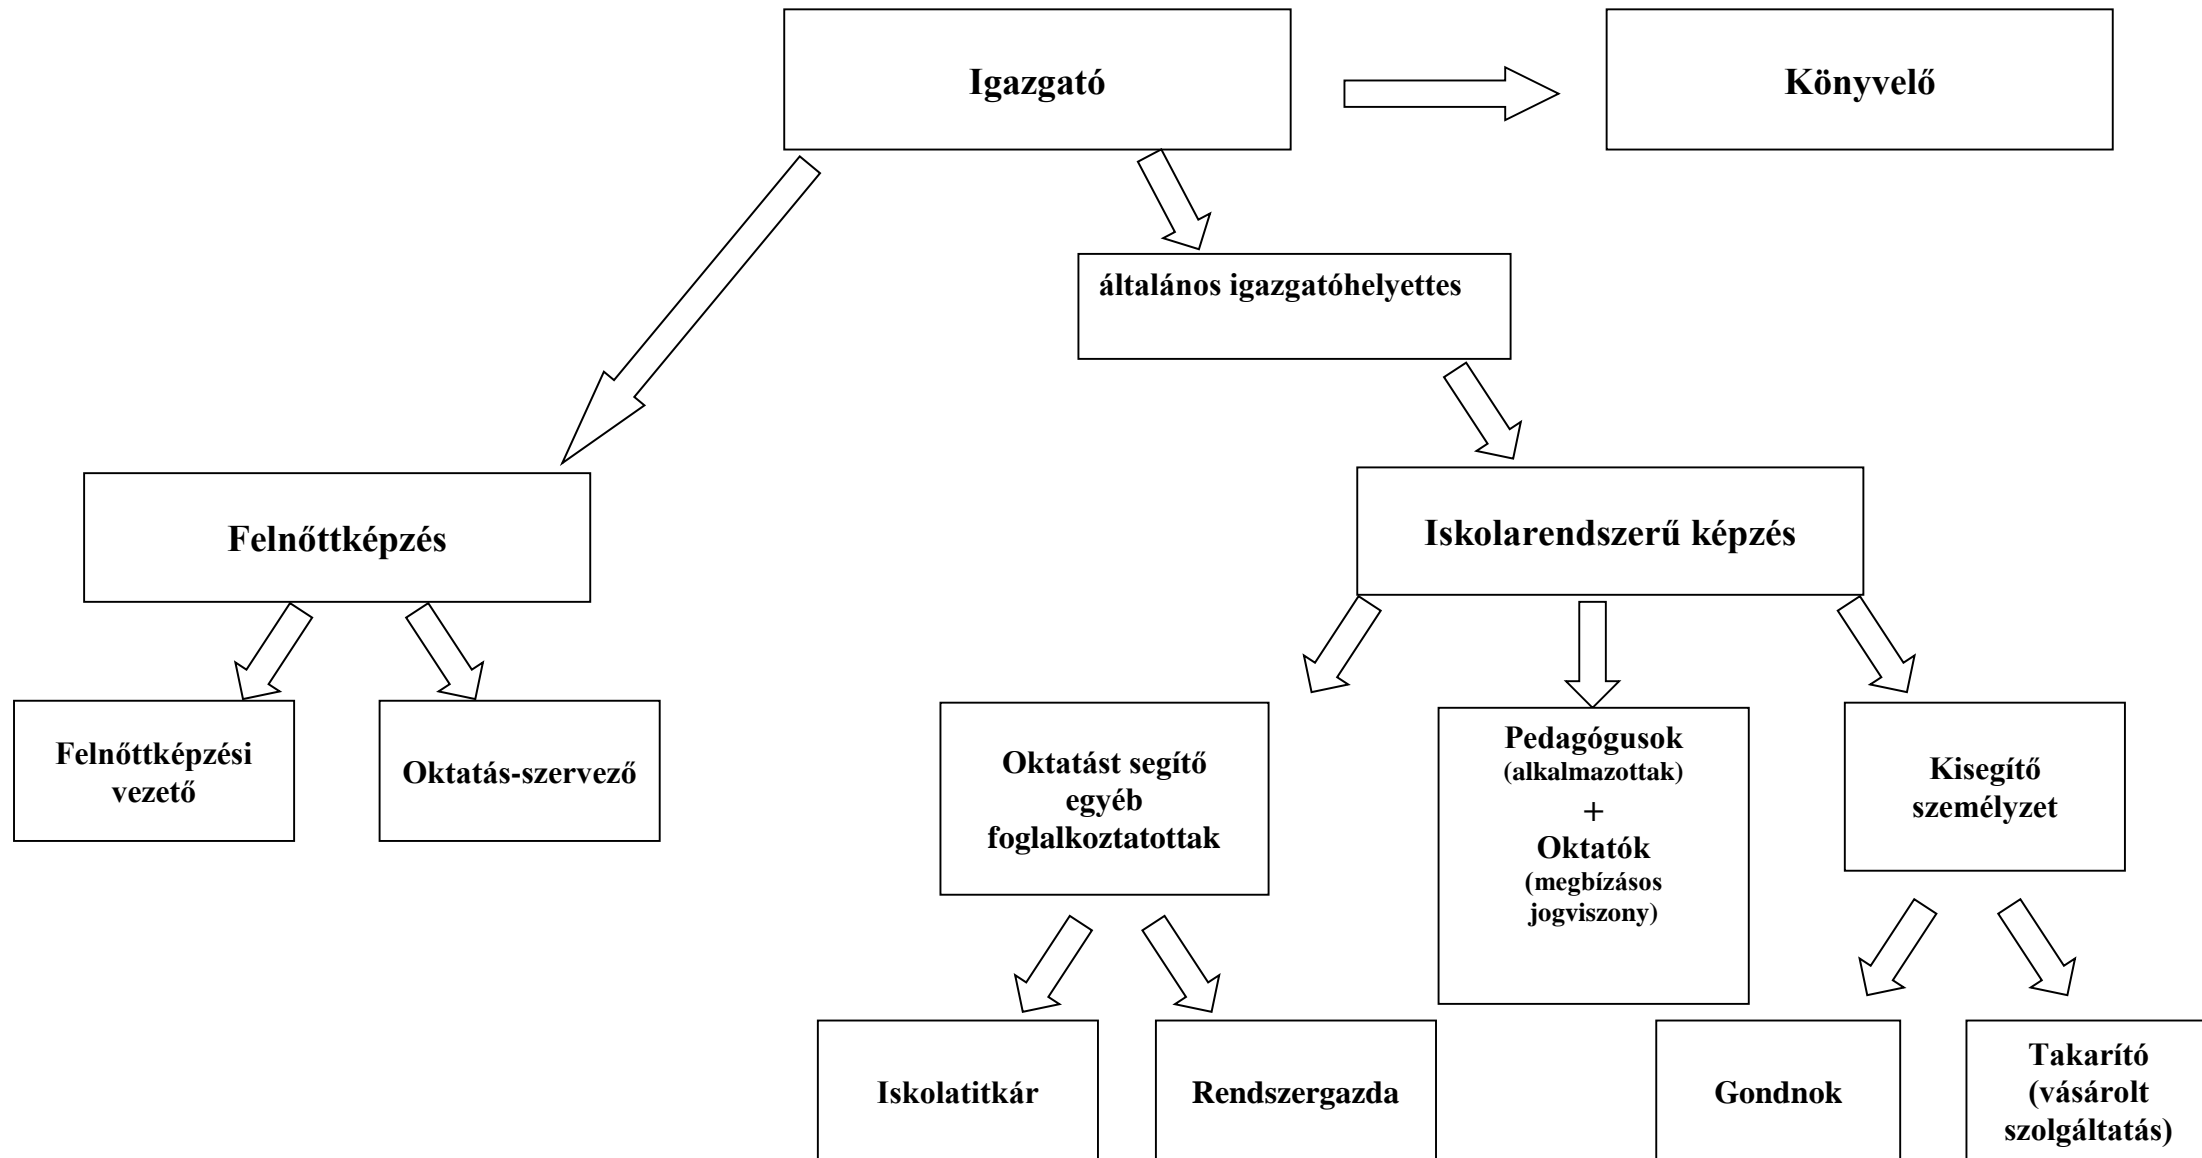 Igazgató
Könyvelő
általános igazgatóhelyettes
Felnőttképzés
Iskolarendszerű képzés
Felnőttképzési
vezető
Oktatás-szervező
Oktatást segítő
egyéb
foglalkoztatottak
Pedagógusok
(alkalmazottak)
+
Oktatók
(megbízásos
jogviszony)
Kisegítő
személyzet
Iskolatitkár
Rendszergazda
Gondnok
Takarító
(vásárolt
szolgáltatás)